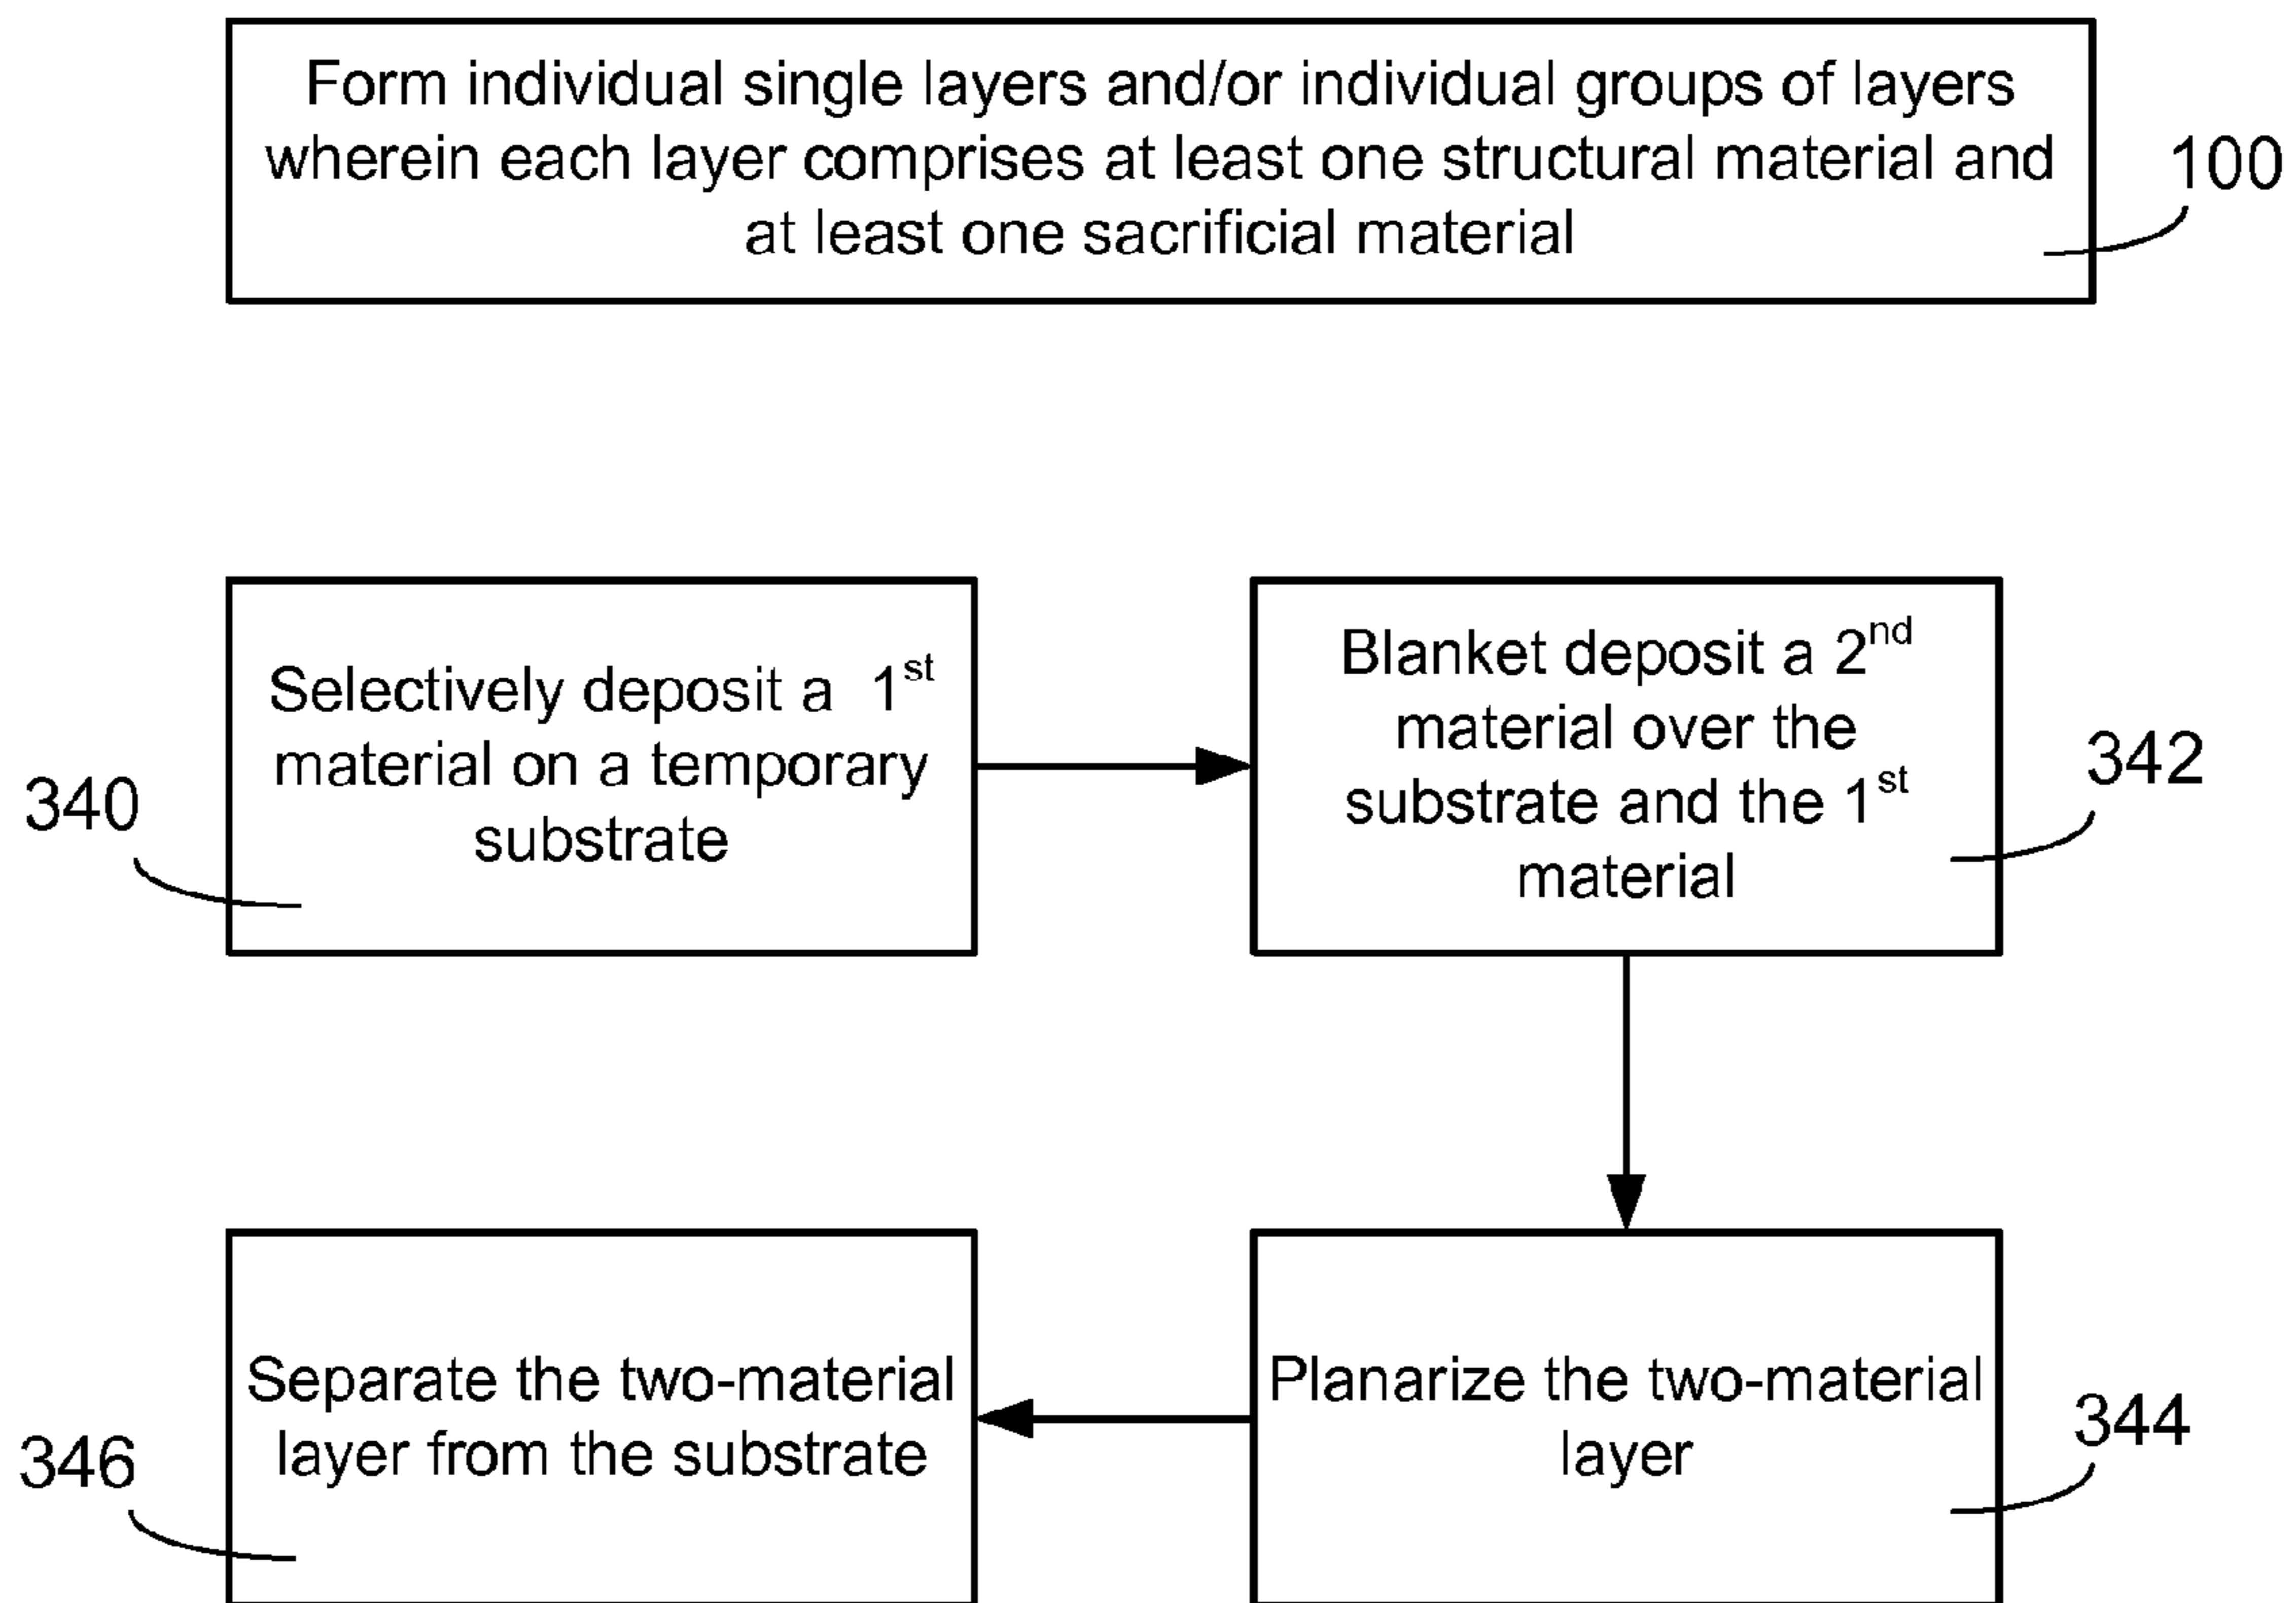 Form individual single layers and/or individual groups of layers
wherein each layer comprises at least one structural material and
at least one sacrificial material
100
Selectively deposit a 1st
material on a temporary
substrate
340
Blanket deposit a 2nd
material over the
substrate and the 1st
material
342
Planarize the two-material
layer
344
Separate the two-material
layer from the substrate
346